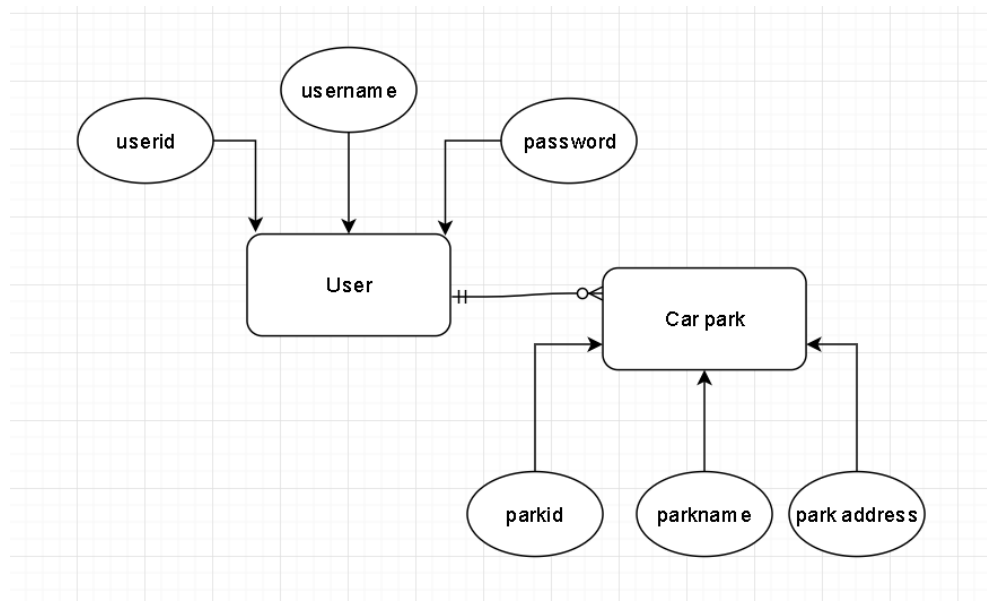 username
userid
password
User
Car park
parkid
parkname
park address